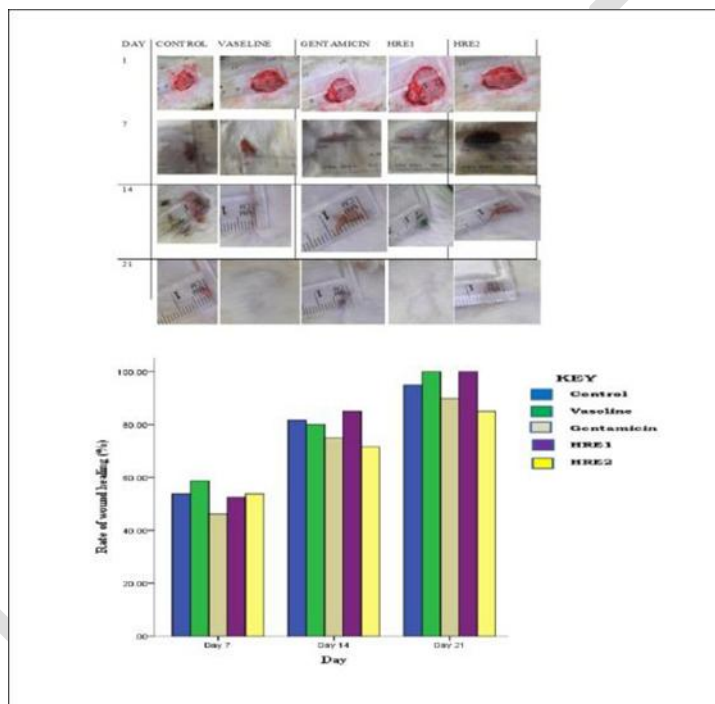 DAY CONTROL VASELINE GENTAMICIN HRE1 HRE2
1
7
14
21
100.00
80.00
60.00
40.00
20.00
.00
Rate of wound healing (%)
Day 7 Day 14 Day 21
Day
KEY
Control
Vasoline
Gentamicin
HRE1
HRE2